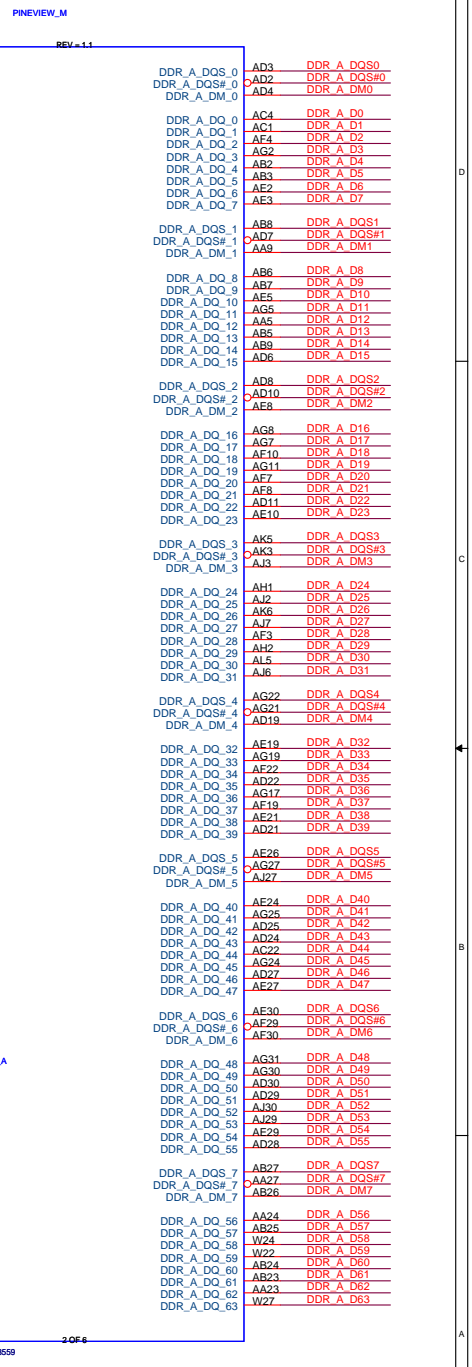 PINEVIEW_M
REV = 1.1
DDR_A_DQS_0 AD3 DDR_A_DQS0
DDR_A_DQS#_0 AD2 DDR_A_DQS#0
DDR_A_DM_0 AD4 DDR_A_DM0
DDR_A_DQ_0 AC4 DDR_A_D0
DDR_A_DQ_1 AC1 DDR_A_D1
DDR_A_DQ_2 AF4 DDR_A_D2
DDR_A_DQ_3 AG2 DDR_A_D3
DDR_A_DQ_4 AB2 DDR_A_D4
DDR_A_DQ_5 AB3 DDR_A_D5
DDR_A_DQ_6 AE2 DDR_A_D6
DDR_A_DQ_7 AE3 DDR_A_D7
D
DDR_A_DQS_1 AB8 DDR_A_DQS1
DDR_A_DQS#_1 AD7 DDR_A_DQS#1
DDR_A_DM_1 AA9 DDR_A_DM1
DDR_A_DQ_8 AB6 DDR_A_D8
DDR_A_DQ_9 AB7 DDR_A_D9
DDR_A_DQ_10 AE5 DDR_A_D10
DDR_A_DQ_11 AG5 DDR_A_D11
DDR_A_DQ_12 AA5 DDR_A_D12
DDR_A_DQ_13 AB5 DDR_A_D13
DDR_A_DQ_14 AB9 DDR_A_D14
DDR_A_DQ_15 AD6 DDR_A_D15
DDR_A_DQS_2 AD8 DDR_A_DQS2
DDR_A_DQS#_2 AD10 DDR_A_DQS#2
DDR_A_DM_2 AE8 DDR_A_DM2
DDR_A_DQ_16 AG8 DDR_A_D16
DDR_A_DQ_17 AG7 DDR_A_D17
DDR_A_DQ_18 AF10 DDR_A_D18
DDR_A_DQ_19 AG11 DDR_A_D19
DDR_A_DQ_20 AF7 DDR_A_D20
DDR_A_DQ_21 AF8 DDR_A_D21
DDR_A_DQ_22 AD11 DDR_A_D22
DDR_A_DQ_23 AE10 DDR_A_D23
DDR_A_DQS_3 AK5 DDR_A_DQS3
DDR_A_DQS#_3 AK3 DDR_A_DQS#3
DDR_A_DM_3 AJ3 DDR_A_DM3
C
DDR_A_DQ_24 AH1 DDR_A_D24
DDR_A_DQ_25 AJ2 DDR_A_D25
DDR_A_DQ_26 AK6 DDR_A_D26
DDR_A_DQ_27 AJ7 DDR_A_D27
DDR_A_DQ_28 AF3 DDR_A_D28
DDR_A_DQ_29 AH2 DDR_A_D29
DDR_A_DQ_30 AL5 DDR_A_D30
DDR_A_DQ_31 AJ6 DDR_A_D31
DDR_A_DQS_4 AG22 DDR_A_DQS4
DDR_A_DQS#_4 AG21 DDR_A_DQS#4
DDR_A_DM_4 AD19 DDR_A_DM4
DDR_A_DQ_32 AE19 DDR_A_D32
DDR_A_DQ_33 AG19 DDR_A_D33
DDR_A_DQ_34 AF22 DDR_A_D34
DDR_A_DQ_35 AD22 DDR_A_D35
DDR_A_DQ_36 AG17 DDR_A_D36
DDR_A_DQ_37 AF19 DDR_A_D37
DDR_A_DQ_38 AE21 DDR_A_D38
DDR_A_DQ_39 AD21 DDR_A_D39
DDR_A_DQS_5 AE26 DDR_A_DQS5
DDR_A_DQS#_5 AG27 DDR_A_DQS#5
DDR_A_DM_5 AJ27 DDR_A_DM5
DDR_A_DQ_40 AE24 DDR_A_D40
DDR_A_DQ_41 AG25 DDR_A_D41
DDR_A_DQ_42 AD25 DDR_A_D42
DDR_A_DQ_43 AD24 DDR_A_D43
DDR_A_DQ_44 AC22 DDR_A_D44
B
DDR_A_DQ_45 AG24 DDR_A_D45
DDR_A_DQ_46 AD27 DDR_A_D46
DDR_A_DQ_47 AE27 DDR_A_D47
DDR_A_DQS_6 AE30 DDR_A_DQS6
DDR_A_DQS#_6 AF29 DDR_A_DQS#6
DDR_A_DM_6 AF30 DDR_A_DM6
_A
DDR_A_DQ_48 AG31 DDR_A_D48
DDR_A_DQ_49 AG30 DDR_A_D49
DDR_A_DQ_50 AD30 DDR_A_D50
DDR_A_DQ_51 AD29 DDR_A_D51
DDR_A_DQ_52 AJ30 DDR_A_D52
DDR_A_DQ_53 AJ29 DDR_A_D53
DDR_A_DQ_54 AE29 DDR_A_D54
DDR_A_DQ_55 AD28 DDR_A_D55
DDR_A_DQS_7 AB27 DDR_A_DQS7
DDR_A_DQS#_7 AA27 DDR_A_DQS#7
DDR_A_DM_7 AB26 DDR_A_DM7
DDR_A_DQ_56 AA24 DDR_A_D56
DDR_A_DQ_57 AB25 DDR_A_D57
DDR_A_DQ_58 W24 DDR_A_D58
DDR_A_DQ_59 W22 DDR_A_D59
DDR_A_DQ_60 AB24 DDR_A_D60
DDR_A_DQ_61 AB23 DDR_A_D61
DDR_A_DQ_62 AA23 DDR_A_D62
DDR_A_DQ_63 W27 DDR_A_D63
A
2 OF 6
3559